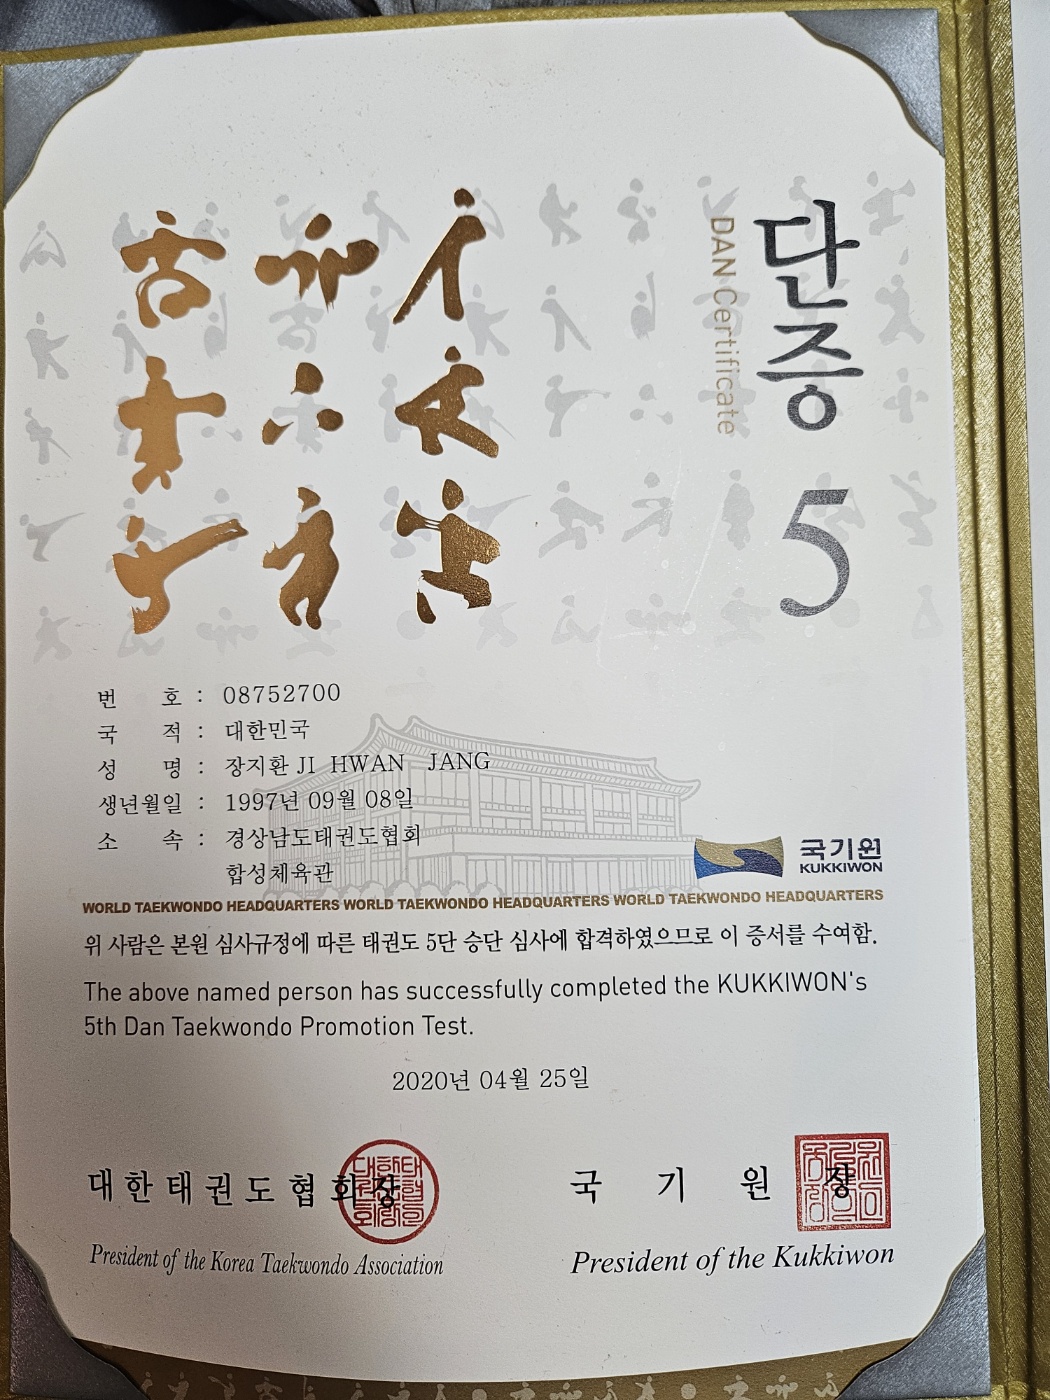 단증 5
DAN Certificate
번 호 : 08752700
국 적 : 대한민국
성 명 : 장지환 JI HWAN JANG
생년월일 : 1997년 09월 08일
소 속 : 경상남도태권도협회
합성체육관
국기원
KUKKIWON
WORLD TAEKWONDO HEADQUARTERS WORLD TAEKWONDO HEADQUARTERS WORLD TAEKWONDO HEADQUARTERS
위 사람은 본원 심사규정에 따른 태권도 5단 승단 심사에 합격하였으므로 이 증서를 수여함.
The above named person has successfully completed the KUKKIWON's
5th Dan Taekwondo Promotion Test.
2020년 04월 25일
대한태권도협회장
President of the Korea Taekwondo Association
국 기 원 장
President of the Kukkiwon